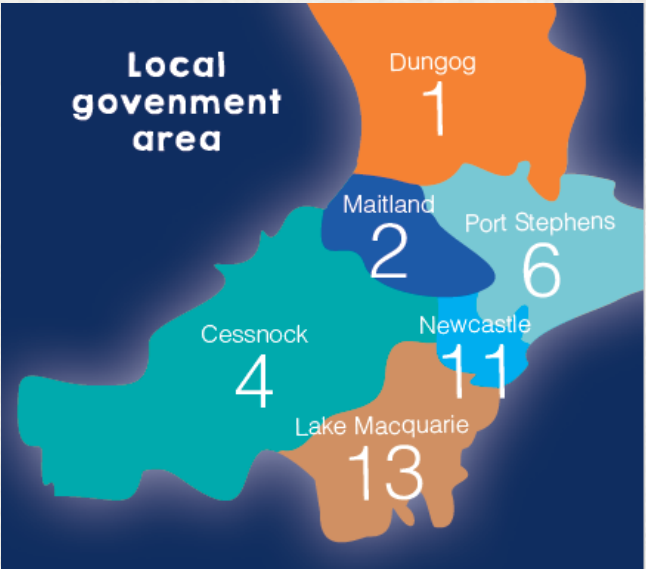 Local
govenment
area
Dungog
1
Maitland
2
Port Stephens
6
Cessnock
4
Newcastle
11
Lake Macquarie
13